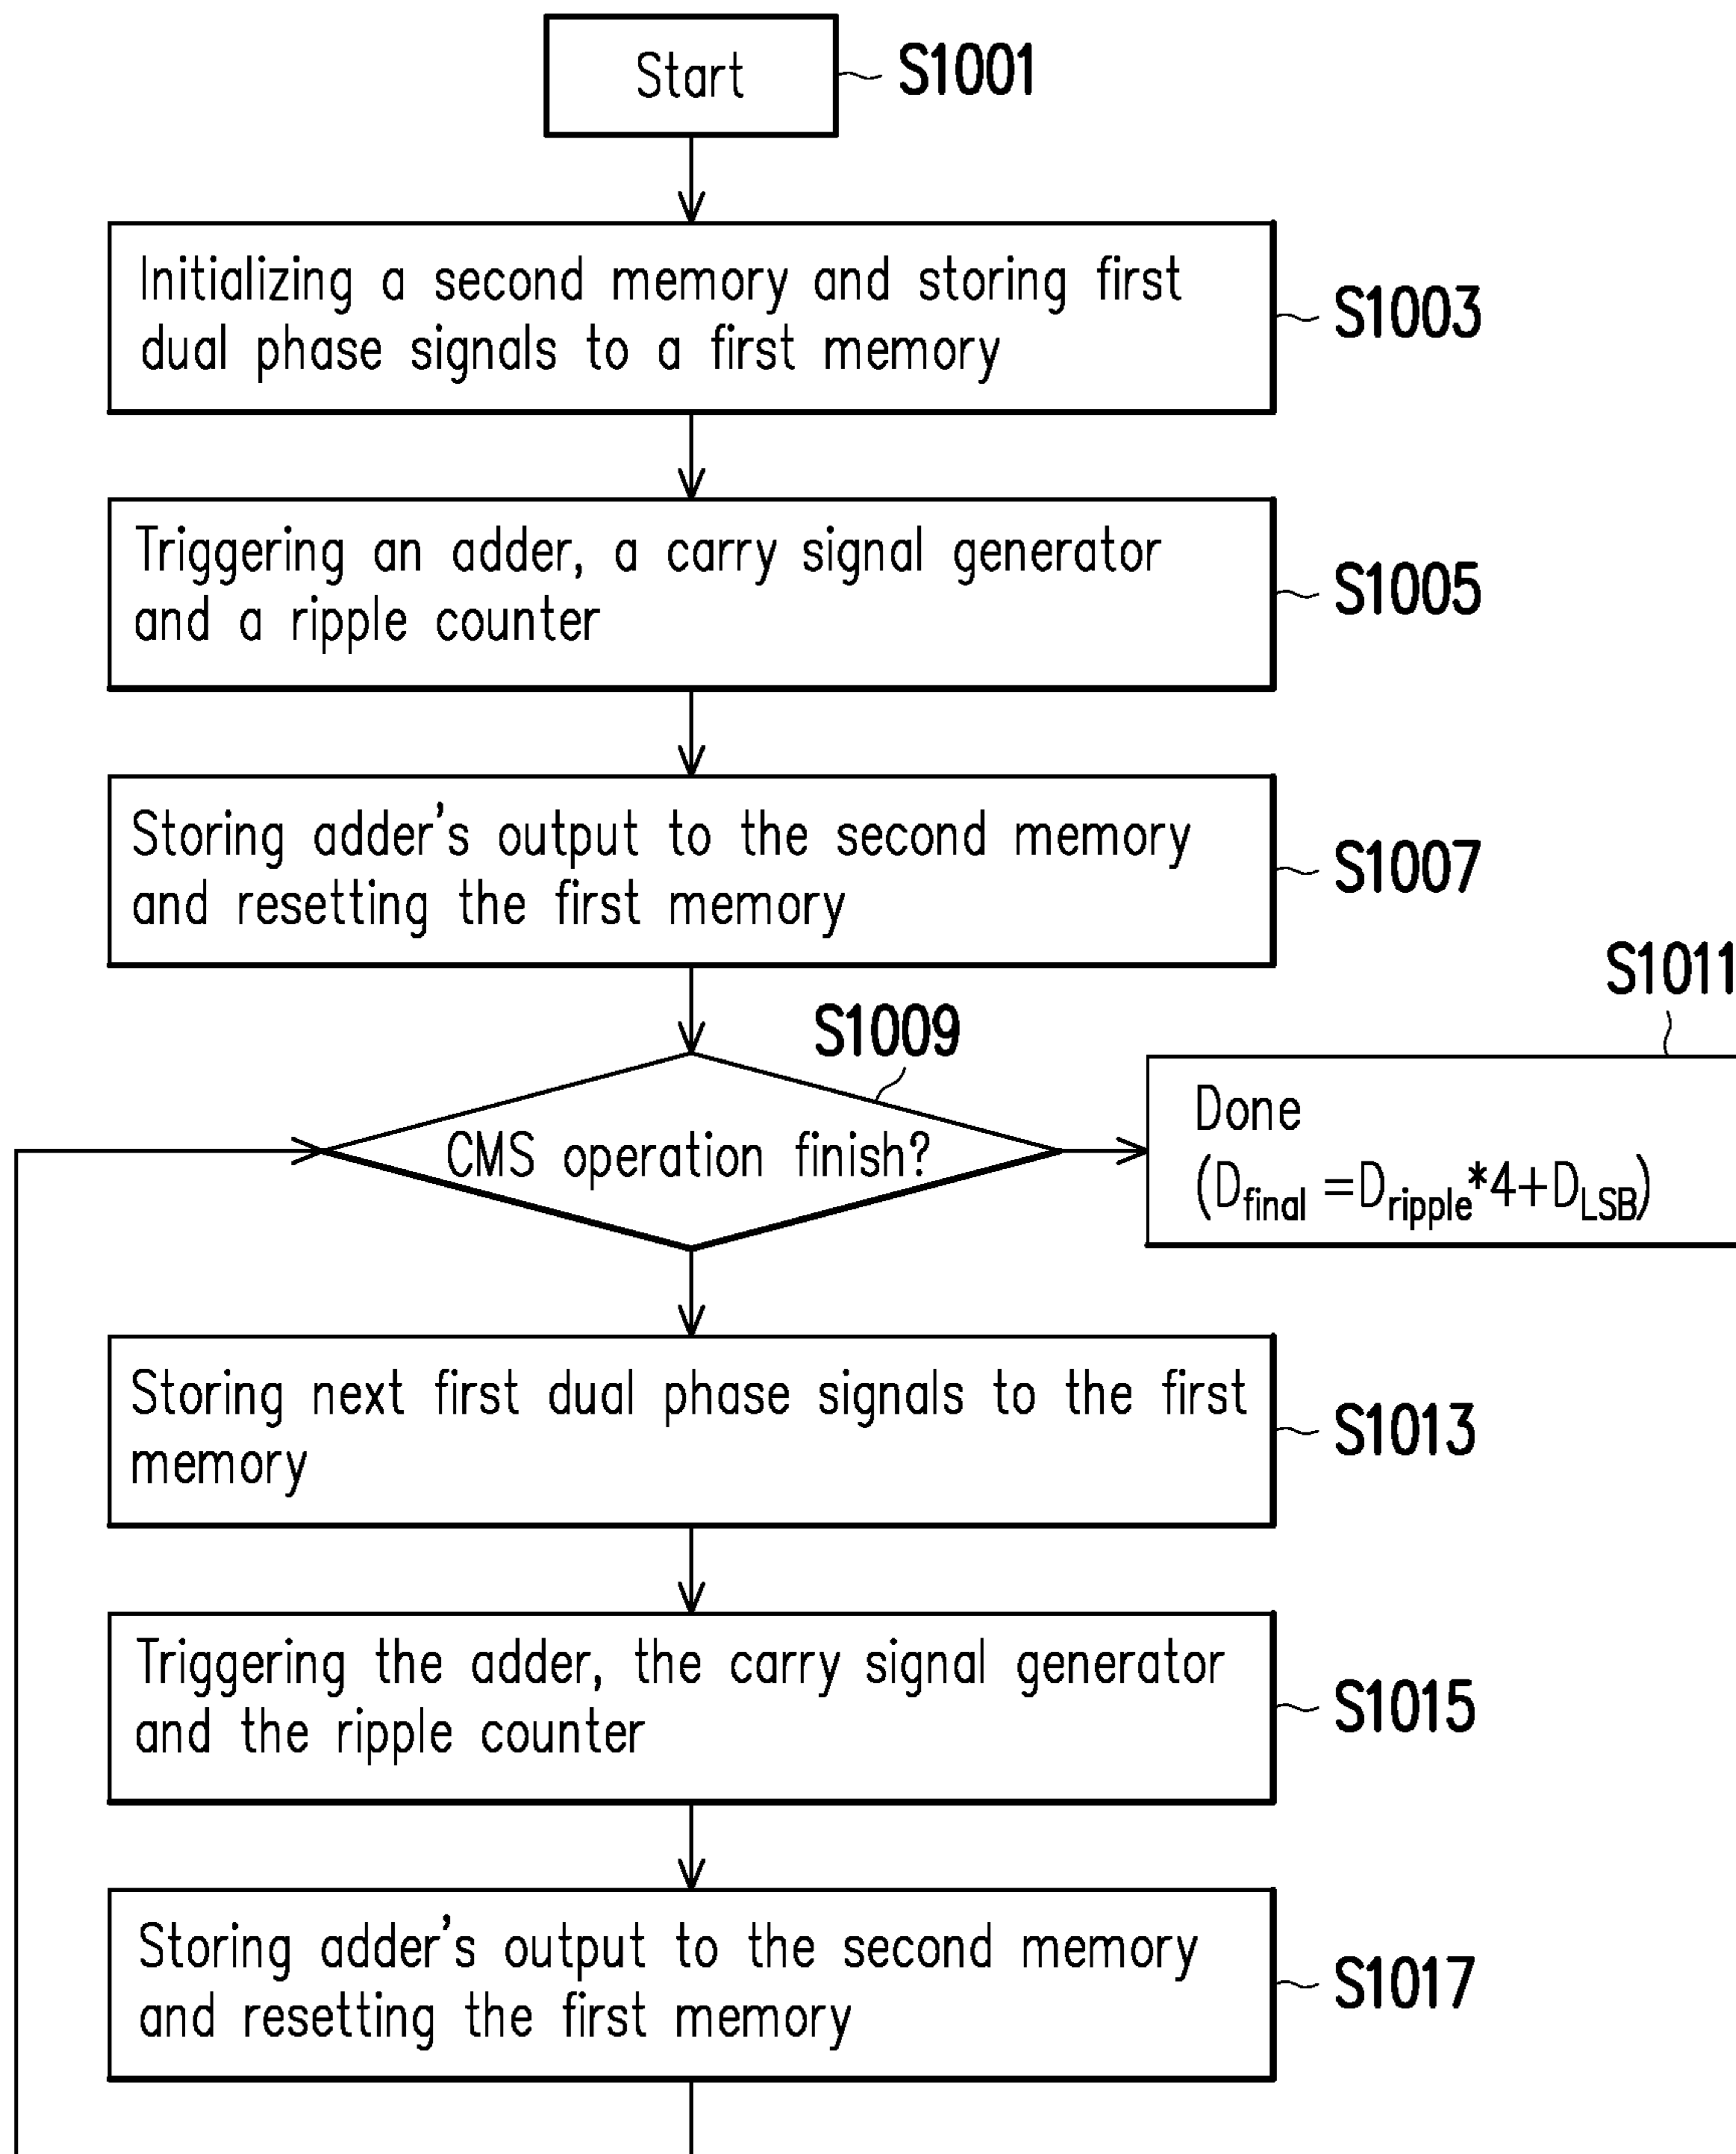 Start
S1001
Initializing a second memory and storing first
dual phase signals to a first memory
S1003
Triggering an adder, a carry signal generator
and a ripple counter
S1005
Storing adder's output to the second memory
and resetting the first memory
S1007
CMS operation finish?
S1009
S1011
Done
(D_final =D_ripple*4+D_LSB)
Storing next first dual phase signals to the first
memory
S1013
Triggering the adder, the carry signal generator
and the ripple counter
S1015
Storing adder's output to the second memory
and resetting the first memory
S1017